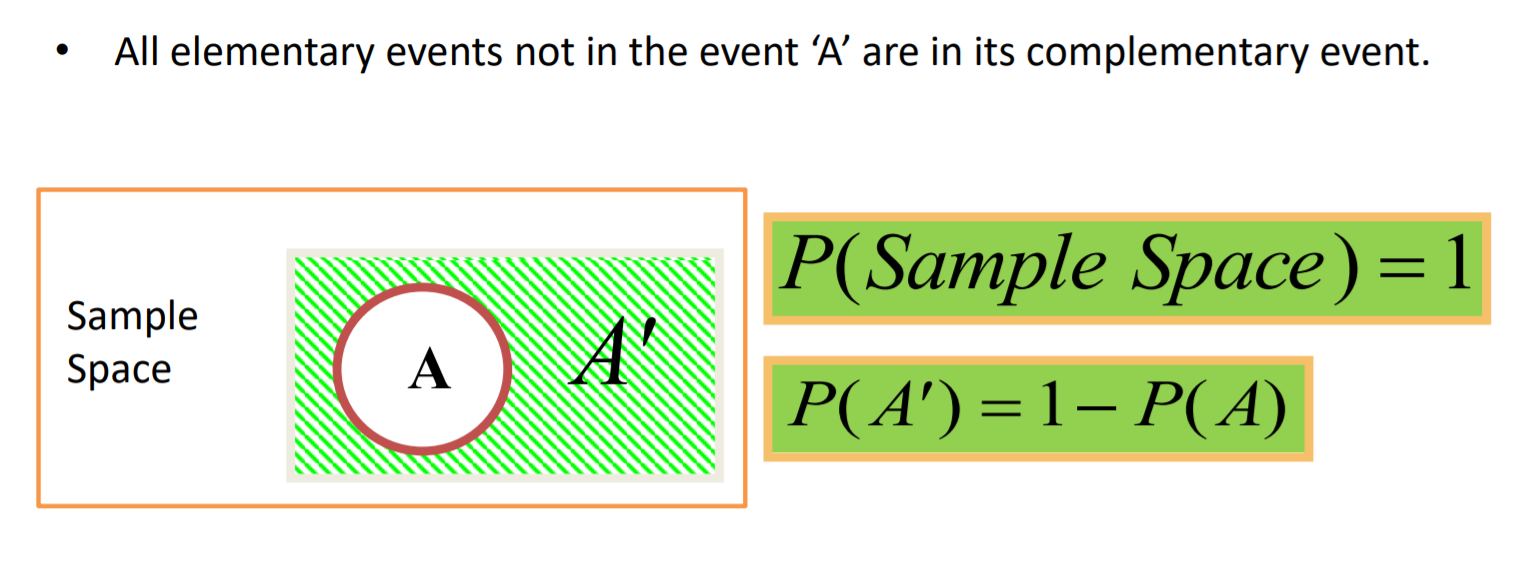 • All elementary events not in the event ‘A’ are in its complementary event.
Sample
Space
A
A′
P(Sample Space) = 1
P(A′) = 1 − P(A)